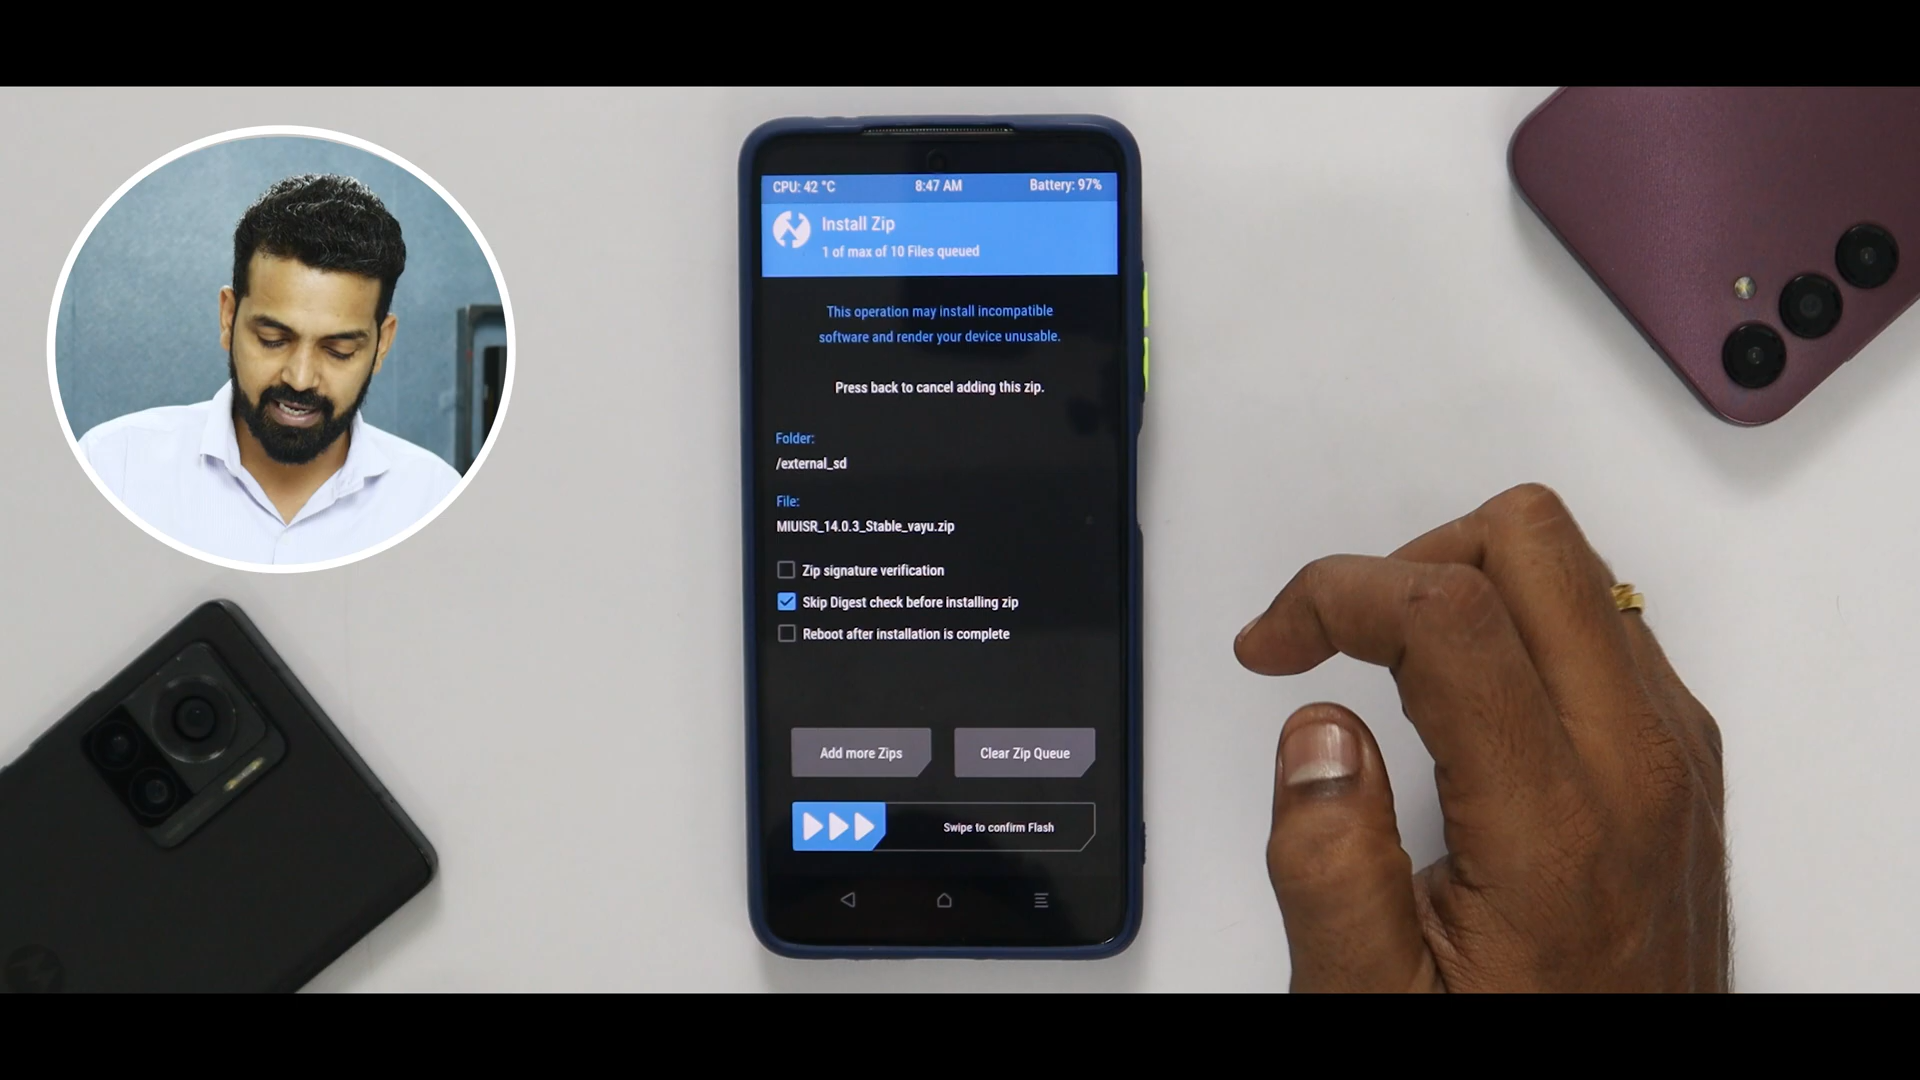 CPU: 42 °C 8:47 AM Battery: 97%
Install Zip
1 of max of 10 Files queued
This operation may install incompatible
software and render your device unusable.
Press back to cancel adding this zip.
Folder:
/external_sd
File:
MIUISR_14.0.3_Stable_vayu.zip
Zip signature verification
Skip Digest check before installing zip
Reboot after installation is complete
Add more Zips Clear Zip Queue
Swipe to confirm Flash